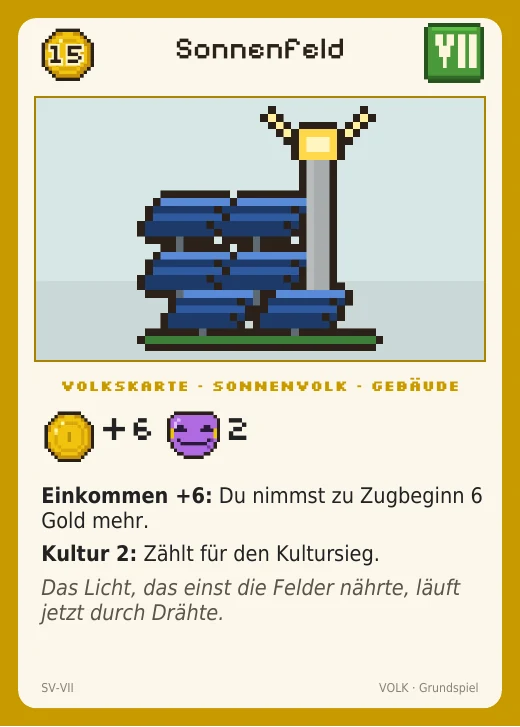 15
Sonnenfeld
VII
VOLKSKARTE - SONNENVOLK - GEBÄUDE
+6 2
Einkommen +6: Du nimmst zu Zugbeginn 6
Gold mehr.
Kultur 2: Zählt für den Kultursieg.
Das Licht, das einst die Felder nährte, läuft
jetzt durch Drähte.
SV-VII
VOLK · Grundspiel